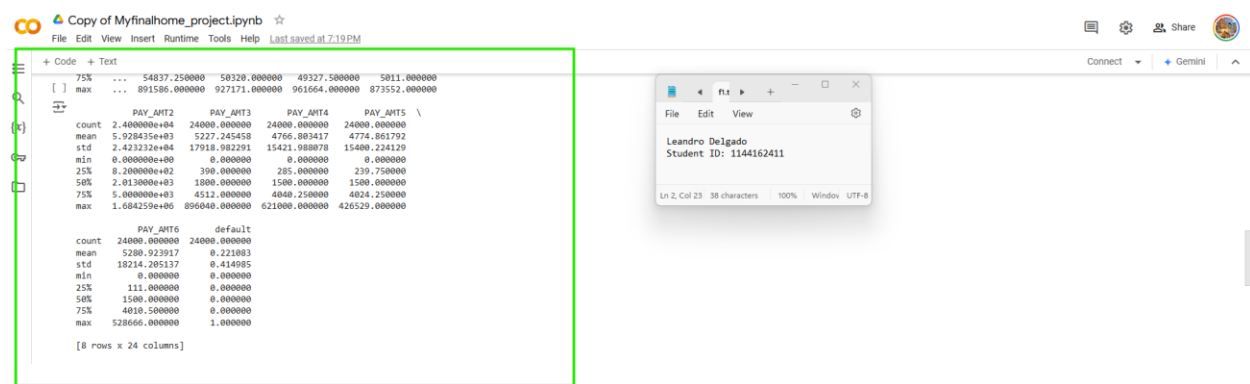 Copy of Myfinalhome_project.ipynb
File Edit View Insert Runtime Tools Help Last saved at 7:19 PM
Share
+ Code + Text
Connect
Gemini
75% ... 54837.250000 50320.000000 49327.500000 5011.000000
[ ] max ... 891586.000000 927171.000000 961664.000000 873552.000000
PAY_AMT2 PAY_AMT3 PAY_AMT4 PAY_AMT5 \
count 2.400000e+04 24000.000000 24000.000000 24000.000000
mean 5.928435e+03 5227.245458 4766.803417 4774.861792
std 2.423232e+04 17918.982291 15421.988078 15400.224129
min 0.000000e+00 0.000000 0.000000 0.000000
25% 8.200000e+02 390.000000 285.000000 239.750000
50% 2.013000e+03 1800.000000 1500.000000 1500.000000
75% 5.000000e+03 4512.000000 4040.250000 4024.250000
max 1.684259e+06 896040.000000 621000.000000 426529.000000
PAY_AMT6 default
count 24000.000000 24000.000000
mean 5280.923917 0.221083
std 18214.205137 0.414985
min 0.000000 0.000000
25% 111.000000 0.000000
50% 1500.000000 0.000000
75% 4010.500000 0.000000
max 528666.000000 1.000000
[8 rows x 24 columns]
File Edit View
Leandro Delgado
Student ID: 1144162411
Ln 2, Col 23 38 characters 100% Window UTF-8